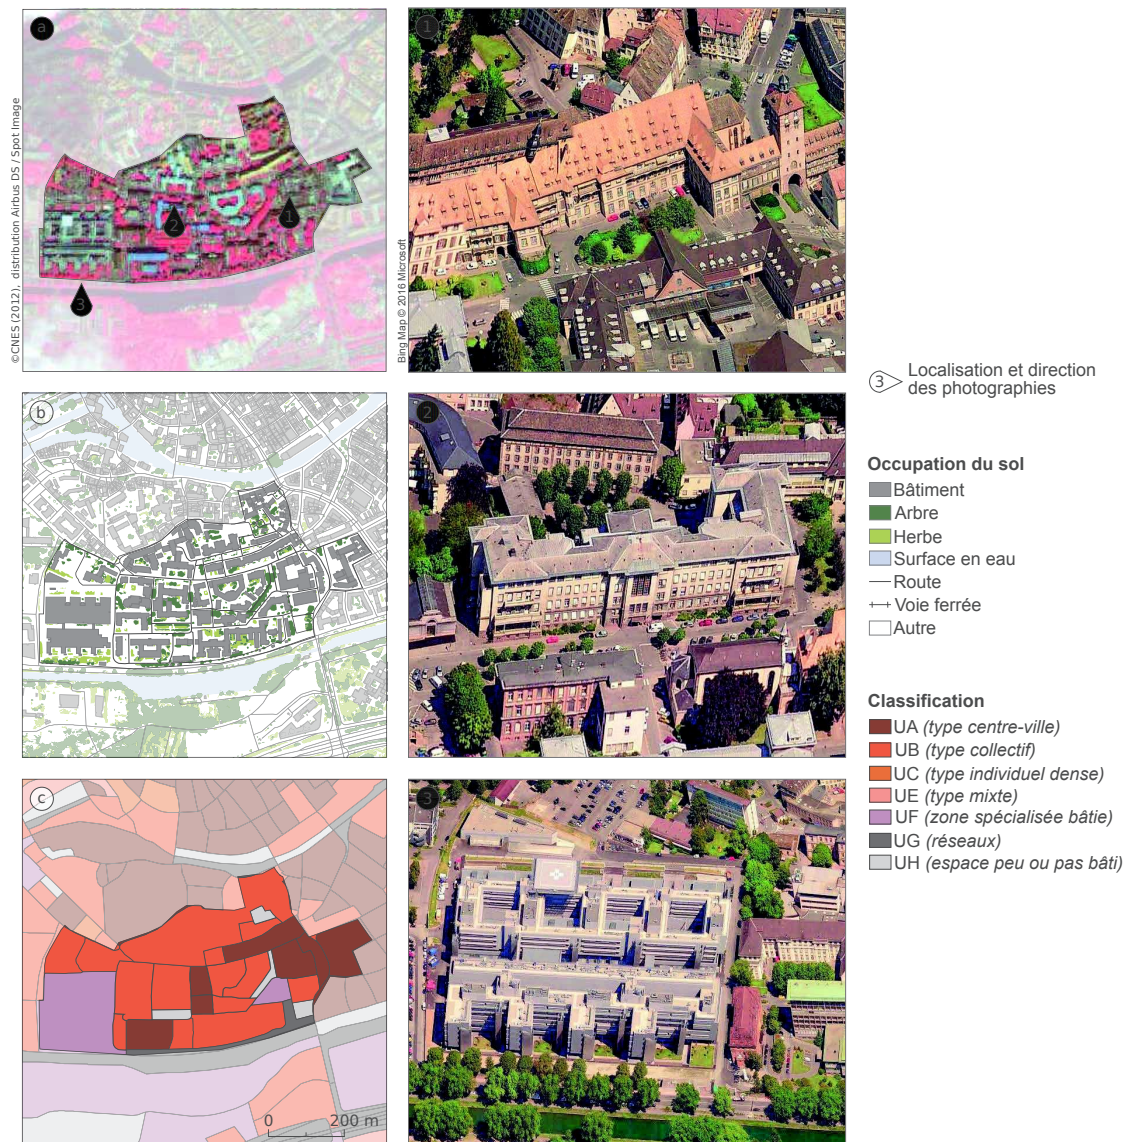 a
1
2
1
3
©CNES (2012), distribution Airbus DS / Spot Image
Bing Map © 2016 Microsoft
3
Localisation et direction
des photographies
b
2
Occupation du sol
Bâtiment
Arbre
Herbe
Surface en eau
Route
Voie ferrée
Autre
Classification
UA (type centre-ville)
UB (type collectif)
UC (type individuel dense)
UE (type mixte)
UF (zone spécialisée bâtie)
UG (réseaux)
UH (espace peu ou pas bâti)
c
3
0 200 m